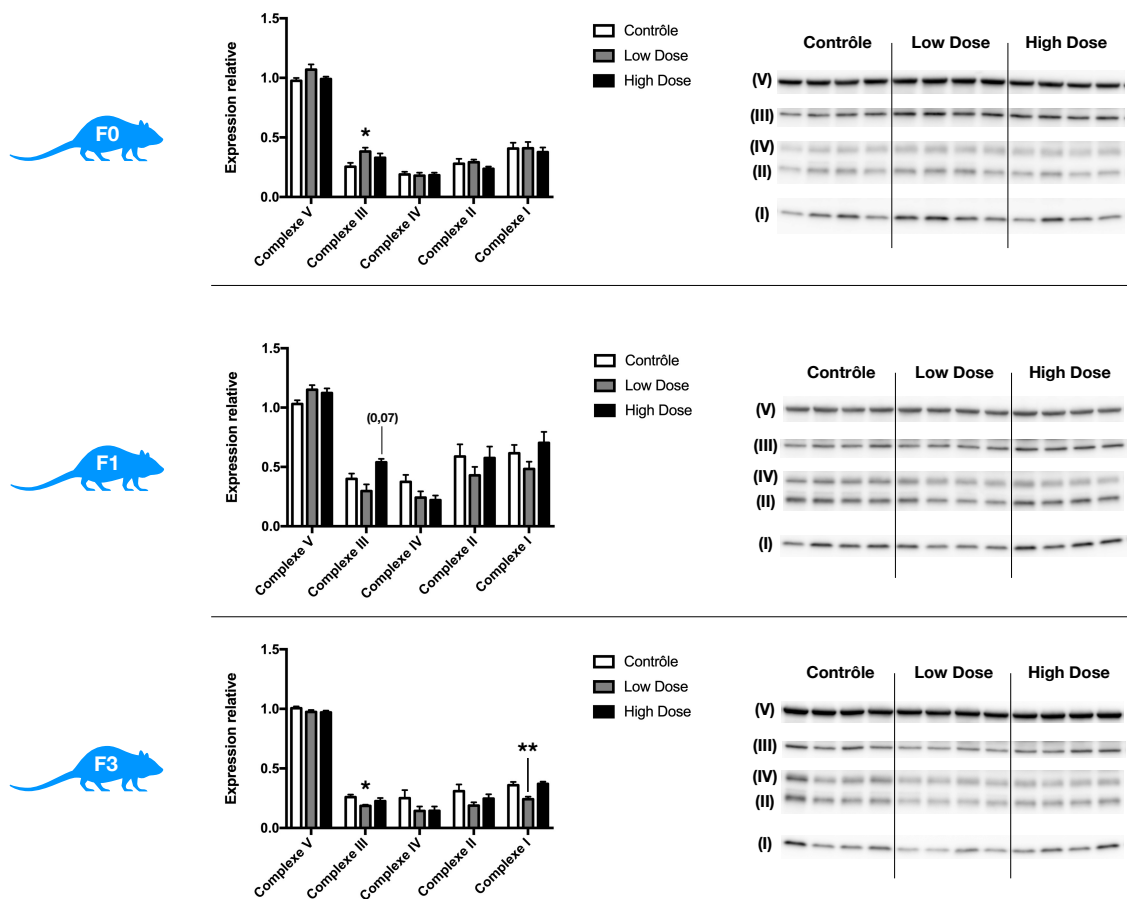 F0
Expression relative
1.5
1.0
0.5
0.0
*
Complexe V
Complexe III
Complexe IV
Complexe II
Complexe I
Contrôle
Low Dose
High Dose
Contrôle Low Dose High Dose
(V)
(III)
(IV)
(II)
(I)
F1
Expression relative
1.5
1.0
0.5
0.0
(0,07)
Complexe V
Complexe III
Complexe IV
Complexe II
Complexe I
Contrôle
Low Dose
High Dose
Contrôle Low Dose High Dose
(V)
(III)
(IV)
(II)
(I)
F3
Expression relative
1.5
1.0
0.5
0.0
*
**
Complexe V
Complexe III
Complexe IV
Complexe II
Complexe I
Contrôle
Low Dose
High Dose
Contrôle Low Dose High Dose
(V)
(III)
(IV)
(II)
(I)